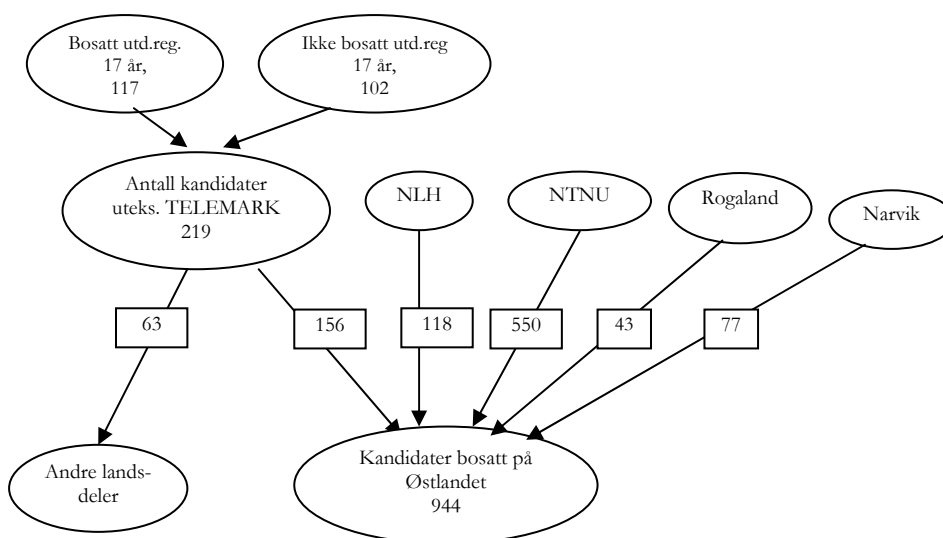 Bosatt utd.reg.
17 år,
117
Ikke bosatt utd.reg
17 år,
102
Antall kandidater
uteks. TELEMARK
219
NLH
NTNU
Rogaland
Narvik
63
156
118
550
43
77
Andre lands-
deler
Kandidater bosatt på
Østlandet
944